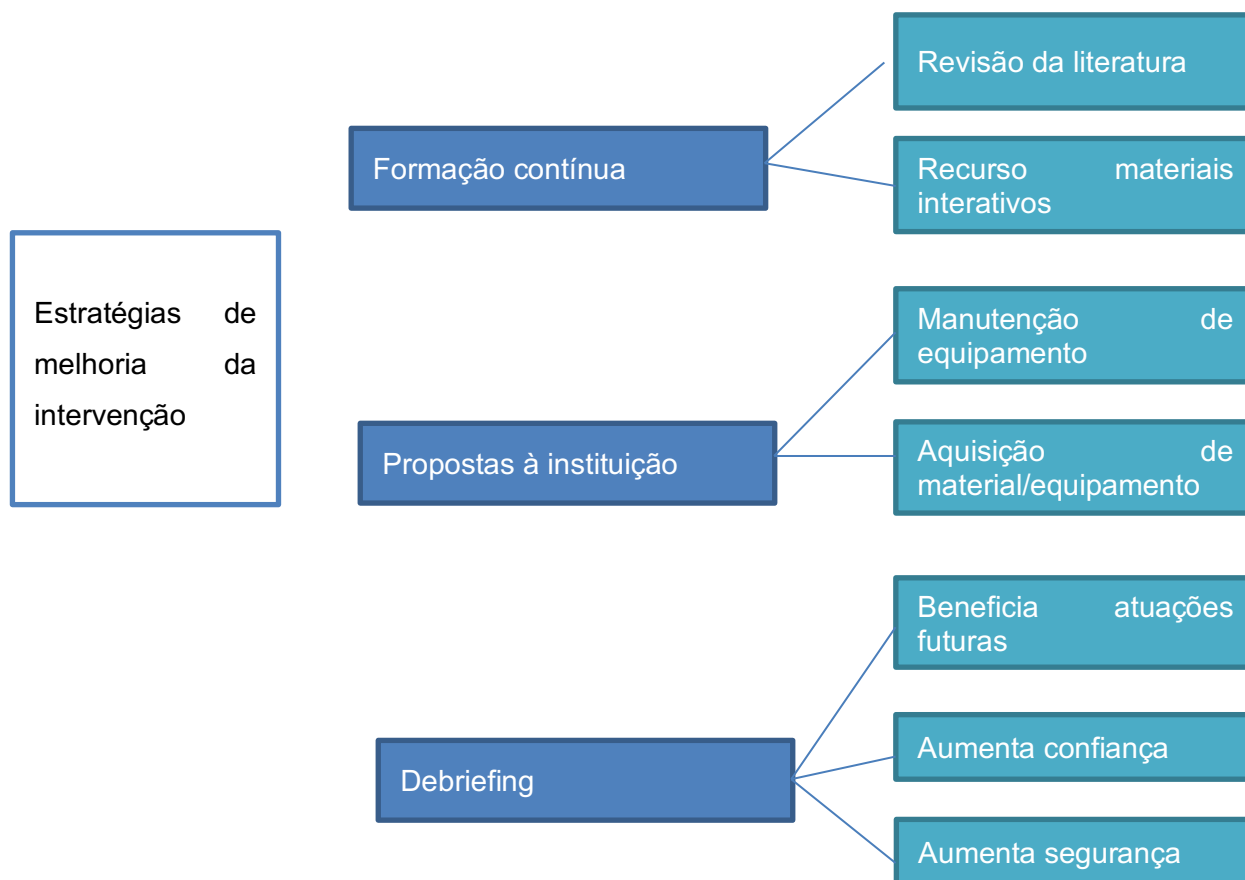 Estratégias de
melhoria da
intervenção
Formação contínua
Revisão da literatura
Recurso materiais
interativos
Propostas à instituição
Manutenção de
equipamento
Aquisição de
material/equipamento
Debriefing
Beneficia atuações
futuras
Aumenta confiança
Aumenta segurança